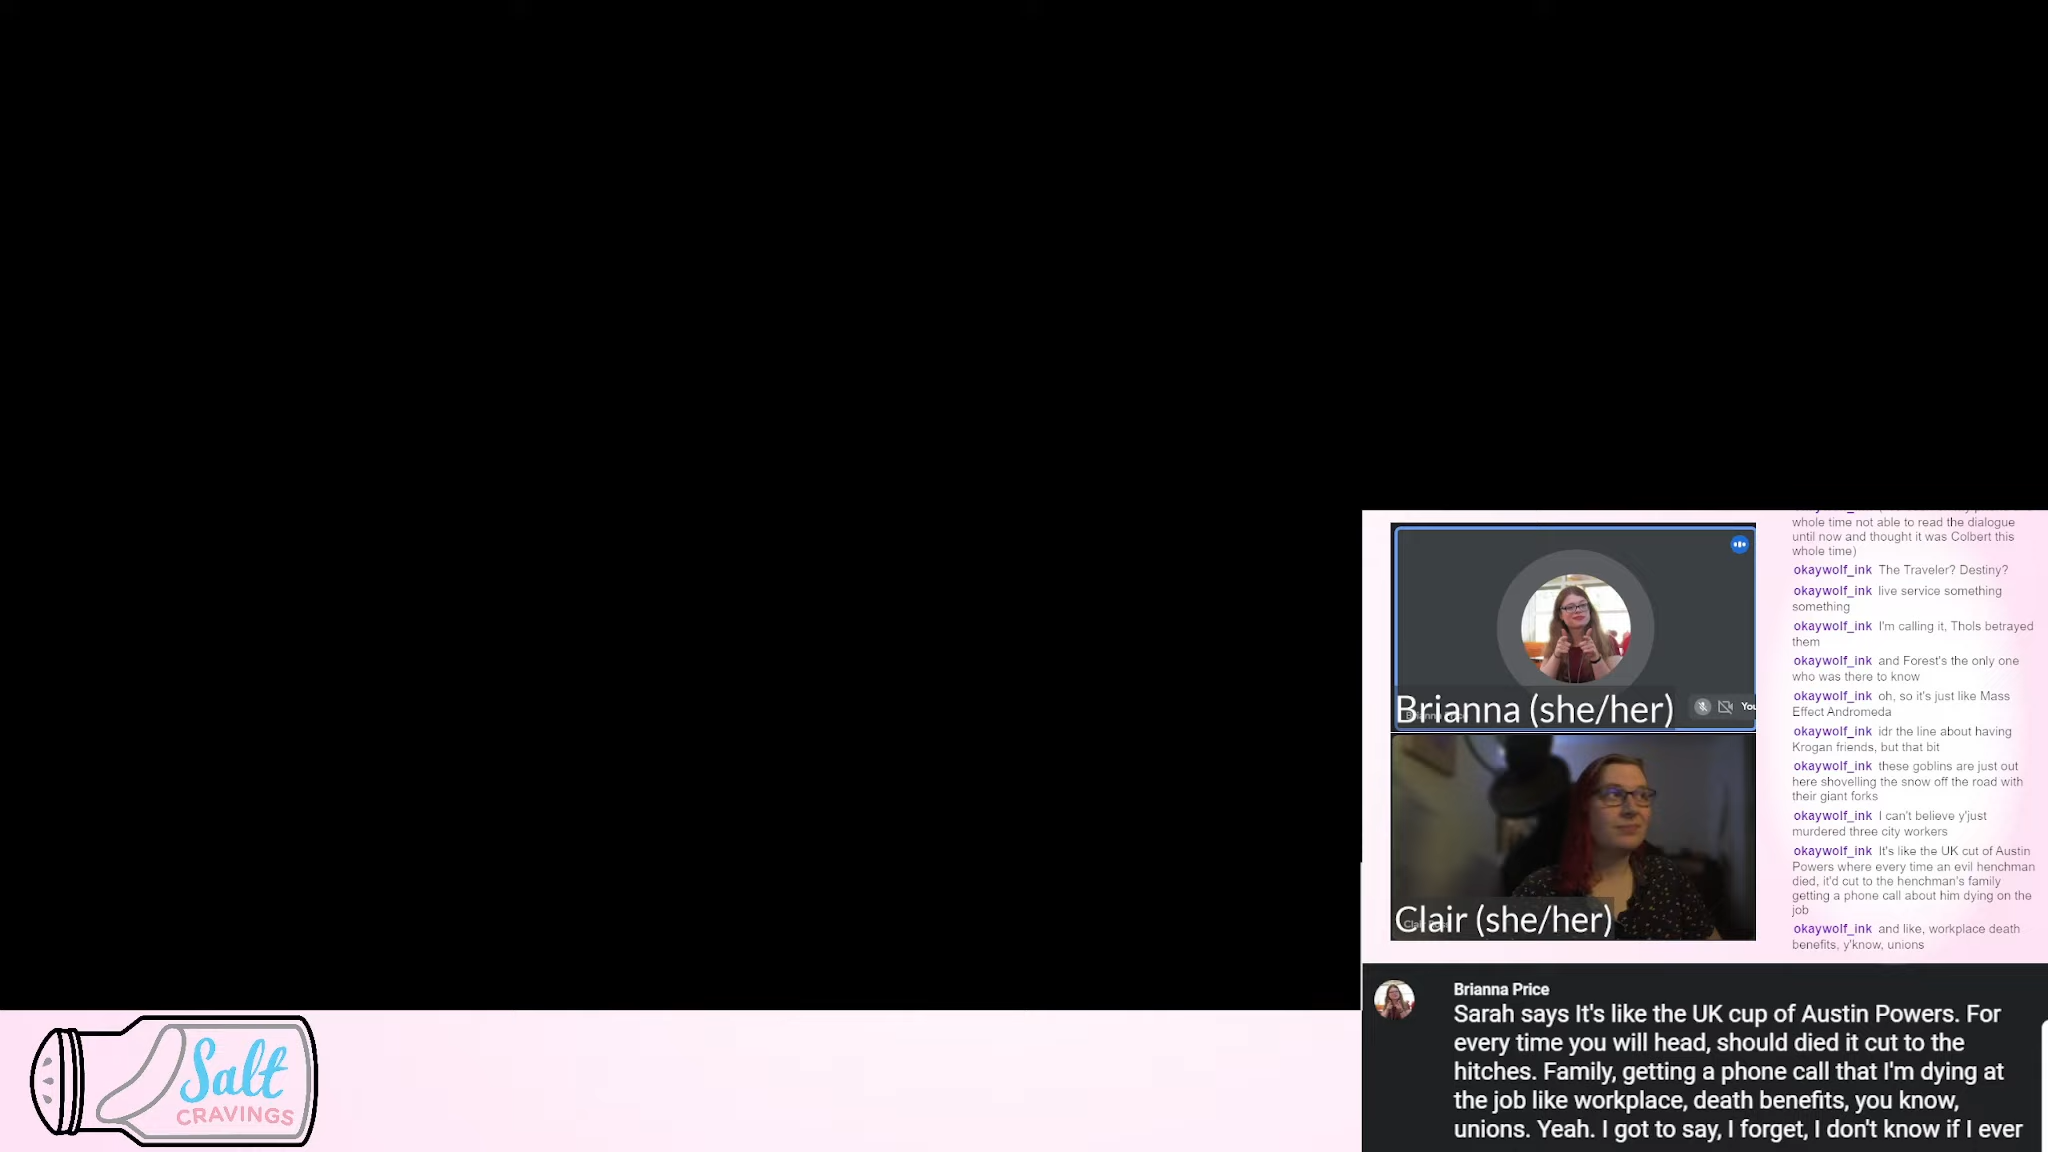 whole time not able to read the dialogue
until now and thought it was Colbert this
whole time)
okaywolf_ink The Traveler? Destiny?
okaywolf_ink live service something
something
okaywolf_ink I'm calling it, Thols betrayed
them
okaywolf_ink and Forest's the only one
who was there to know
okaywolf_ink oh, so it's just like Mass
Effect Andromeda
okaywolf_ink idr the line about having
Krogan friends, but that bit
okaywolf_ink these goblins are just out
here shovelling the snow off the road with
their giant forks
okaywolf_ink I can't believe y'just
murdered three city workers
okaywolf_ink It's like the UK cut of Austin
Powers where every time an evil henchman
died, it'd cut to the henchman's family
getting a phone call about him dying on the
job
okaywolf_ink and like, workplace death
benefits, y'know, unions
Brianna (she/her)
You
Clair (she/her)
Brianna Price
Sarah says It's like the UK cup of Austin Powers. For
every time you will head, should died it cut to the
hitches. Family, getting a phone call that I'm dying at
the job like workplace, death benefits, you know,
unions. Yeah. I got to say, I forget, I don't know if I ever
Salt
CRAVINGS